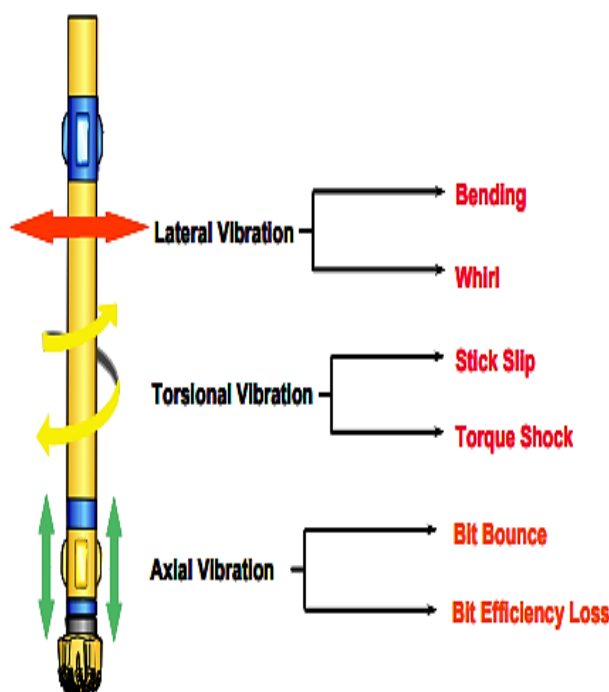 Bending
Lateral Vibration
Whirl
Stick Slip
Torsional Vibration
Torque Shock
Bit Bounce
Axial Vibration
Bit Efficiency Loss